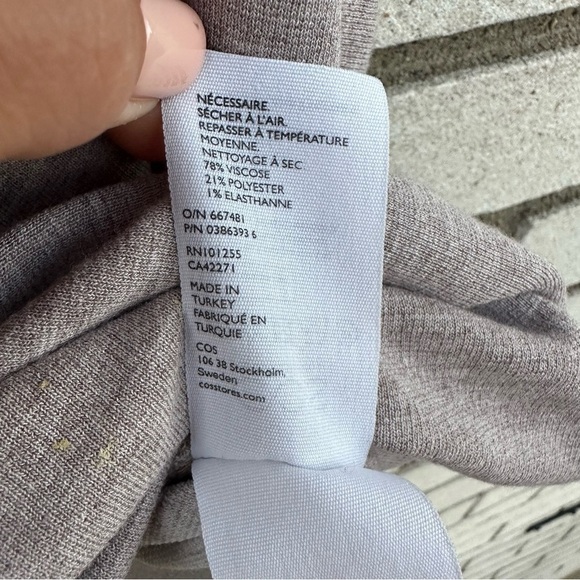 NÉCESSAIRE.
SÉCHER À L'AIR.
REPASSER À TEMPÉRATURE
MOYENNE.
NETTOYAGE À SEC
78% VISCOSE
21% POLYESTER
1% ELASTHANNE
O/N 667481
P/N 0386393 6
RN101255
CA42271
MADE IN
TURKEY
FABRIQUÉ EN
TURQUIE
COS
106 38 Stockholm,
Sweden
cosstores.com